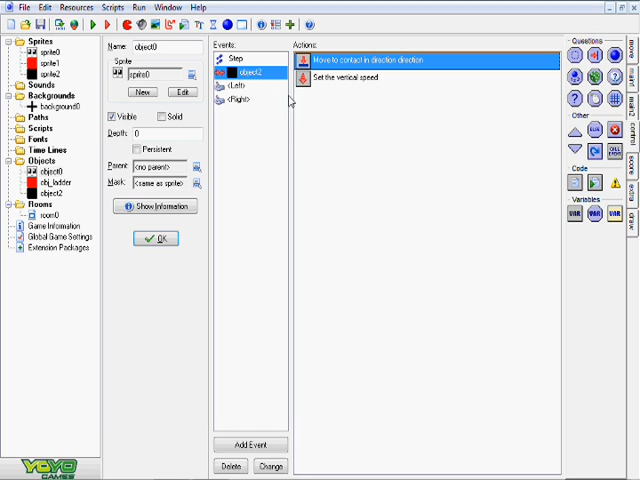 File Edit Resources Scripts Run Window Help
Sprites
sprite0
sprite1
sprite2
Sounds
Backgrounds
background0
Paths
Scripts
Fonts
Time Lines
Objects
object0
obj_ladder
object2
Rooms
room0
Game Information
Global Game Settings
Extension Packages
YOYO
GAMES
Name: object0
Sprite
sprite0
New Edit
Visible Solid
Depth: 0
Persistent
Parent: <no parent>
Mask: <same as sprite>
Show Information
OK
Events:
Step
object2
<Left>
<Right>
Add Event
Delete Change
Actions:
Move to contact in direction direction
Set the vertical speed
Questions
Other
ELSE
EXIT
CALL EVENT
Code
Variables
VAR VAR VAR
move
main1
main2
control
score
extra
draw